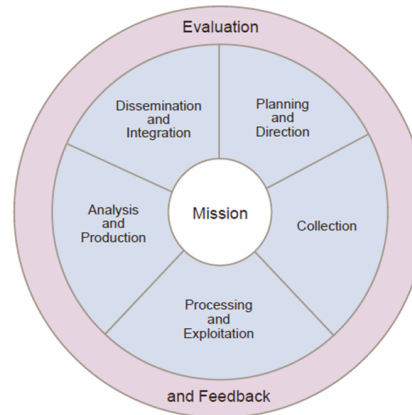 Evaluation
Dissemination
and
Integration
Planning
and
Direction
Analysis
and
Production
Mission
Collection
Processing
and
Exploitation
and Feedback